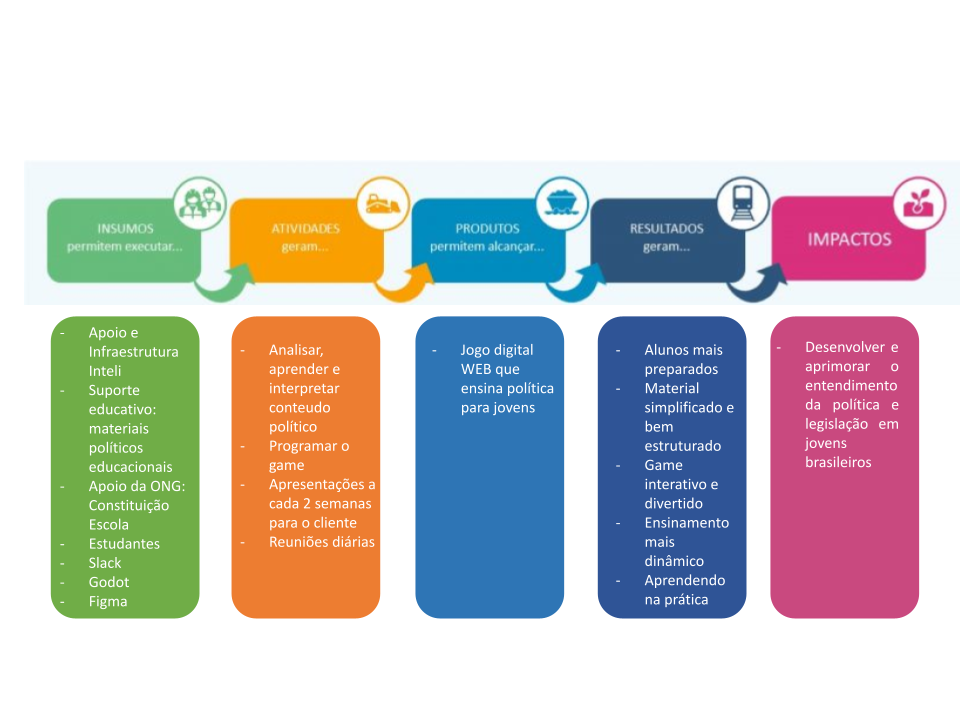 INSUMOS
permitem executar...
ATIVIDADES
geram...
PRODUTOS
permitem alcançar...
RESULTADOS
geram...
IMPACTOS
- Apoio e
Infraestrutura
Inteli
- Suporte
educativo:
materiais
políticos
educacionais
- Apoio da ONG:
Constituição
Escola
- Estudantes
- Slack
- Godot
- Figma
- Analisar,
aprender e
interpretar
conteudo
político
- Programar o
game
- Apresentações a
cada 2 semanas
para o cliente
- Reuniões diárias
- Jogo digital
WEB que
ensina política
para jovens
- Alunos mais
preparados
- Material
simplificado e
bem
estruturado
- Game
interativo e
divertido
- Ensinamento
mais
dinâmico
- Aprendendo
na prática
- Desenvolver e
aprimorar o
entendimento
da política e
legislação em
jovens
brasileiros